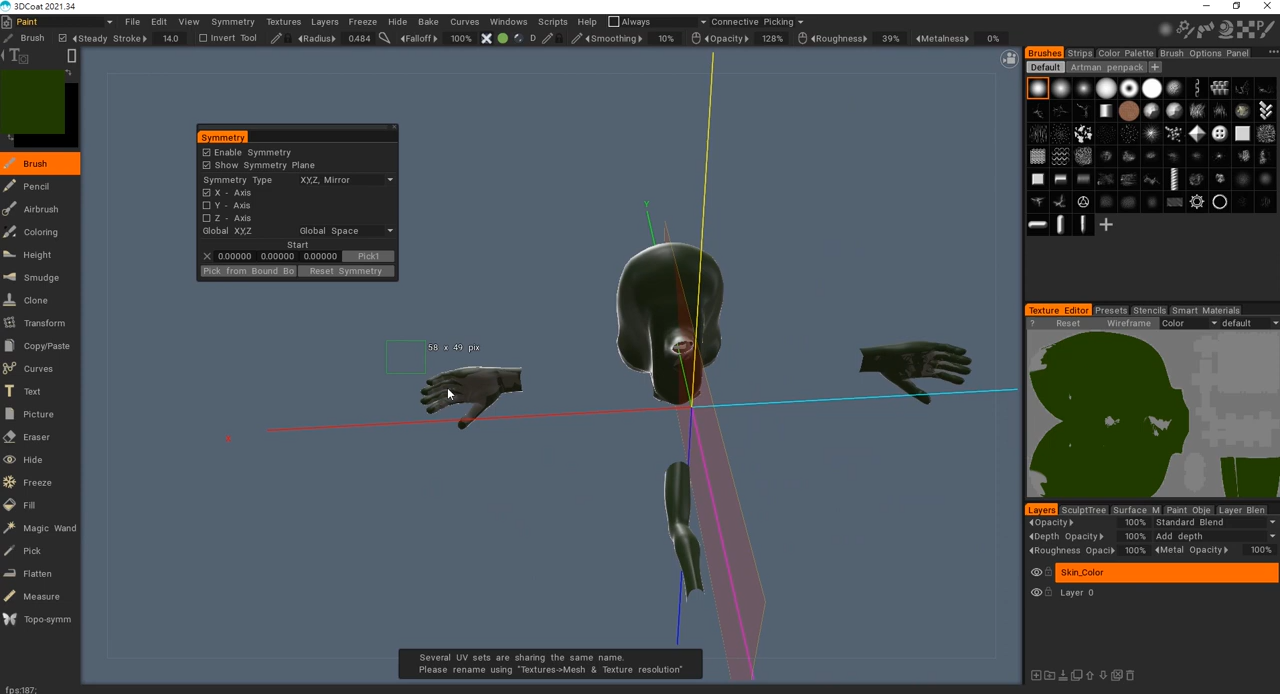 3DCoat 2021.34
Paint File Edit View Symmetry Textures Layers Freeze Hide Bake Curves Windows Scripts Help Always Connective Picking
Brush Steady Stroke 14.0 Invert Tool Radius 0.484 Falloff 100% D Smoothing 10% Opacity 128% Roughness 39% Metalness 0%
Brush
Pencil
Airbrush
Coloring
Height
Smudge
Clone
Transform
Copy/Paste
Curves
Text
Picture
Eraser
Hide
Freeze
Fill
Magic Wand
Pick
Flatten
Measure
Topo-symm
fps:187;
Symmetry
Enable Symmetry
Show Symmetry Plane
Symmetry Type X,Y,Z, Mirror
X - Axis
Y - Axis
Z - Axis
Global X,Y,Z Global Space
Start
0.00000 0.00000 0.00000 Pick1
Pick from Bound Bo Reset Symmetry
Y
58 x 49 pix
X
Several UV sets are sharing the same name.
Please rename using "Textures->Mesh & Texture resolution"
Brushes Strips Color Palette Brush Options Panel
Default Artman penpack
Texture Editor Presets Stencils Smart Materials
? Reset Wireframe Color default
Layers SculptTree Surface M Paint Obje Layer Blen
Opacity 100% Standard Blend
Depth Opacity 100% Add depth
Roughness Opaci 100% Metal Opacity 100%
Skin_Color
Layer 0